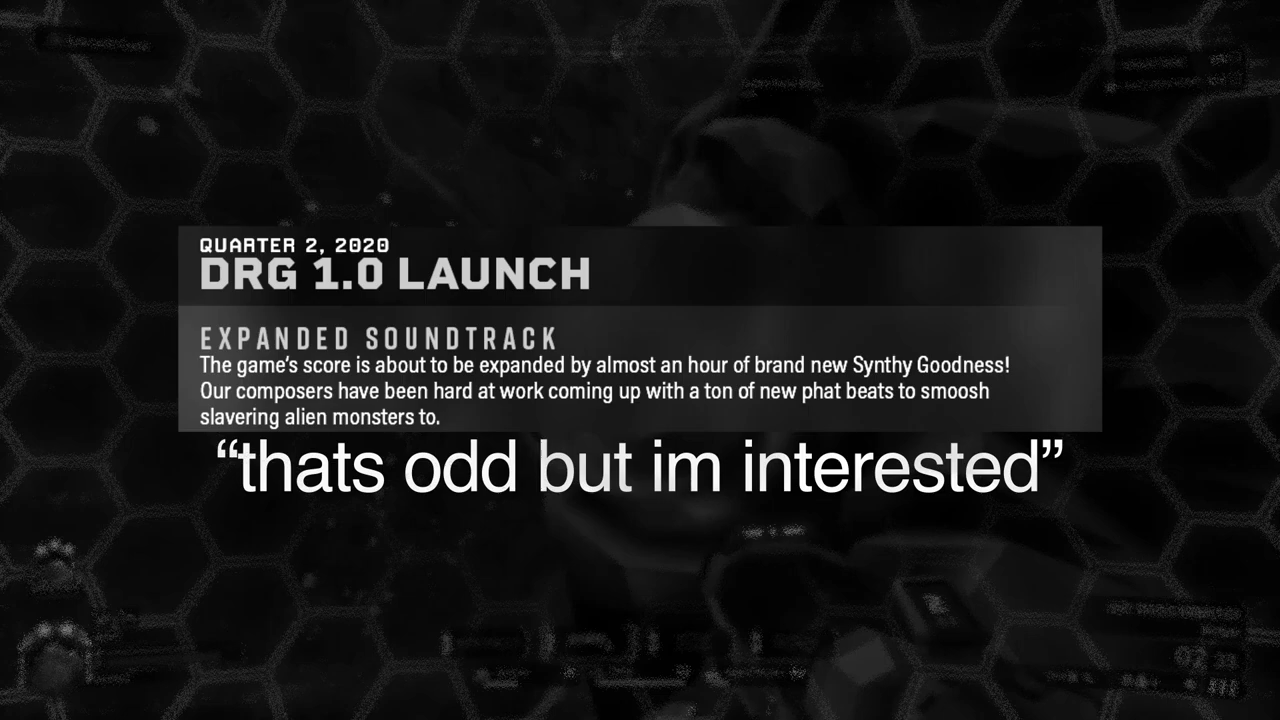 QUARTER 2, 2020
DRG 1.0 LAUNCH
EXPANDED SOUNDTRACK
The game's score is about to be expanded by almost an hour of brand new Synthy Goodness!
Our composers have been hard at work coming up with a ton of new phat beats to smoosh
slavering alien monsters to.
“thats odd but im interested”